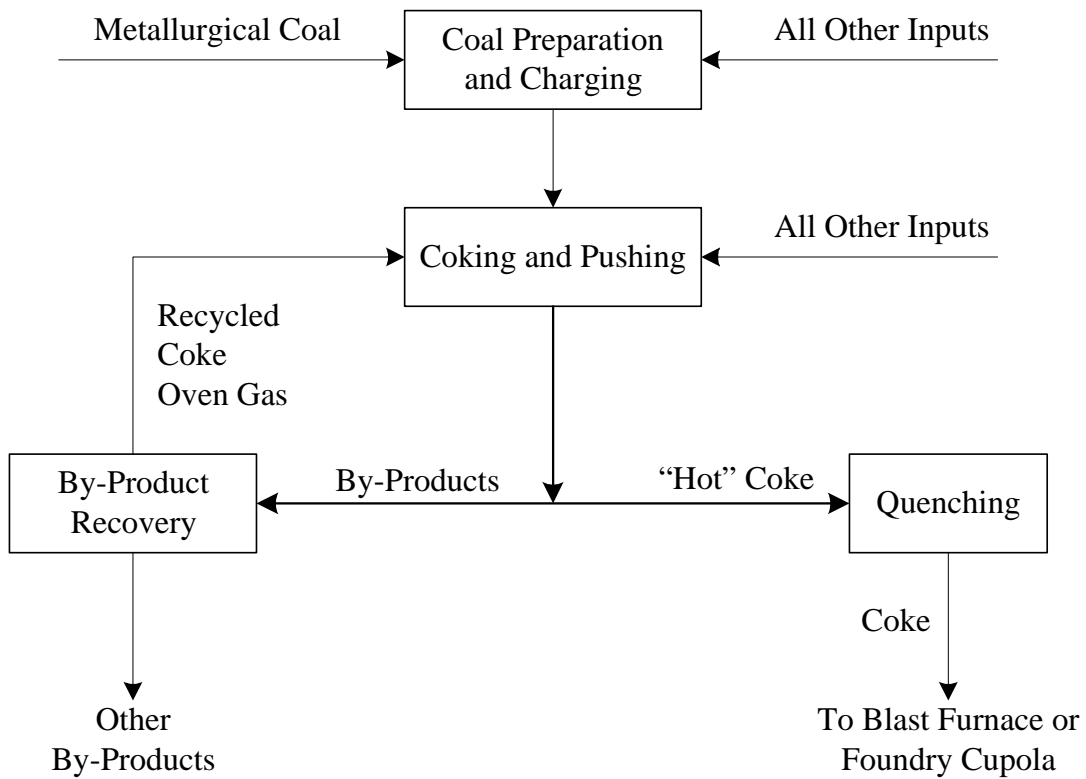 Metallurgical Coal
Coal Preparation
and Charging
All Other Inputs
Coking and Pushing
All Other Inputs
Recycled
Coke
Oven Gas
By-Product
Recovery
By-Products
“Hot” Coke
Quenching
Coke
Other
By-Products
To Blast Furnace or
Foundry Cupola